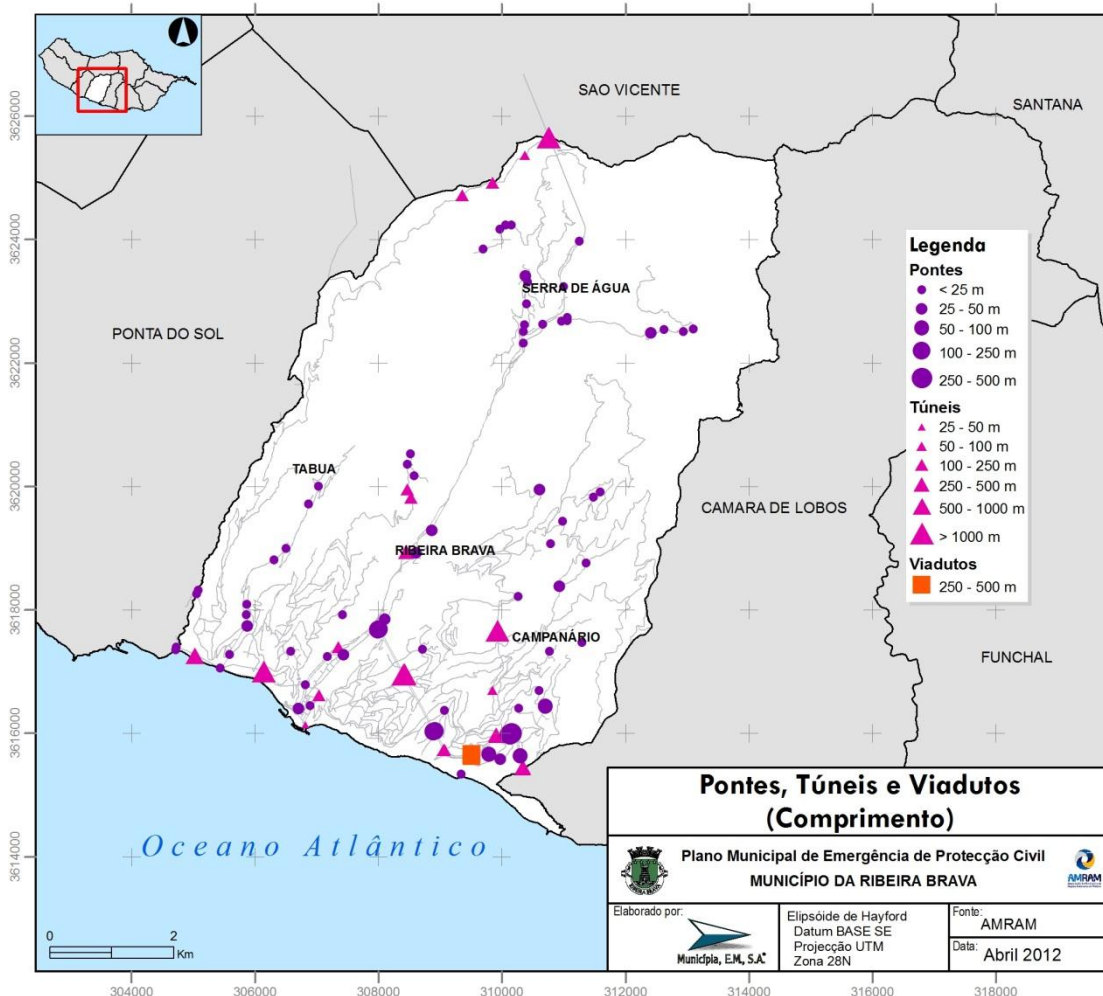 SAO VICENTE
SANTANA
PONTA DO SOL
SERRA DE ÁGUA
TABUA
RIBEIRA BRAVA
CAMPANÁRIO
CAMARA DE LOBOS
FUNCHAL
Oceano Atlântico
3626000
3624000
3622000
3620000
3618000
3616000
3614000
Legenda
Pontes
< 25 m
25 - 50 m
50 - 100 m
100 - 250 m
250 - 500 m
Túneis
25 - 50 m
50 - 100 m
100 - 250 m
250 - 500 m
500 - 1000 m
> 1000 m
Viadutos
250 - 500 m
0 2
Km
Pontes, Túneis e Viadutos
(Comprimento)
Plano Municipal de Emergência de Protecção Civil
MUNICÍPIO DA RIBEIRA BRAVA
RIBEIRA BRAVA
AMRAM
Elaborado por:
Municípia, E.M., S.A.
Elipsóide de Hayford
Datum BASE SE
Projecção UTM
Zona 28N
Fonte:
AMRAM
Data:
Abril 2012
304000 306000 308000 310000 312000 314000 316000 318000